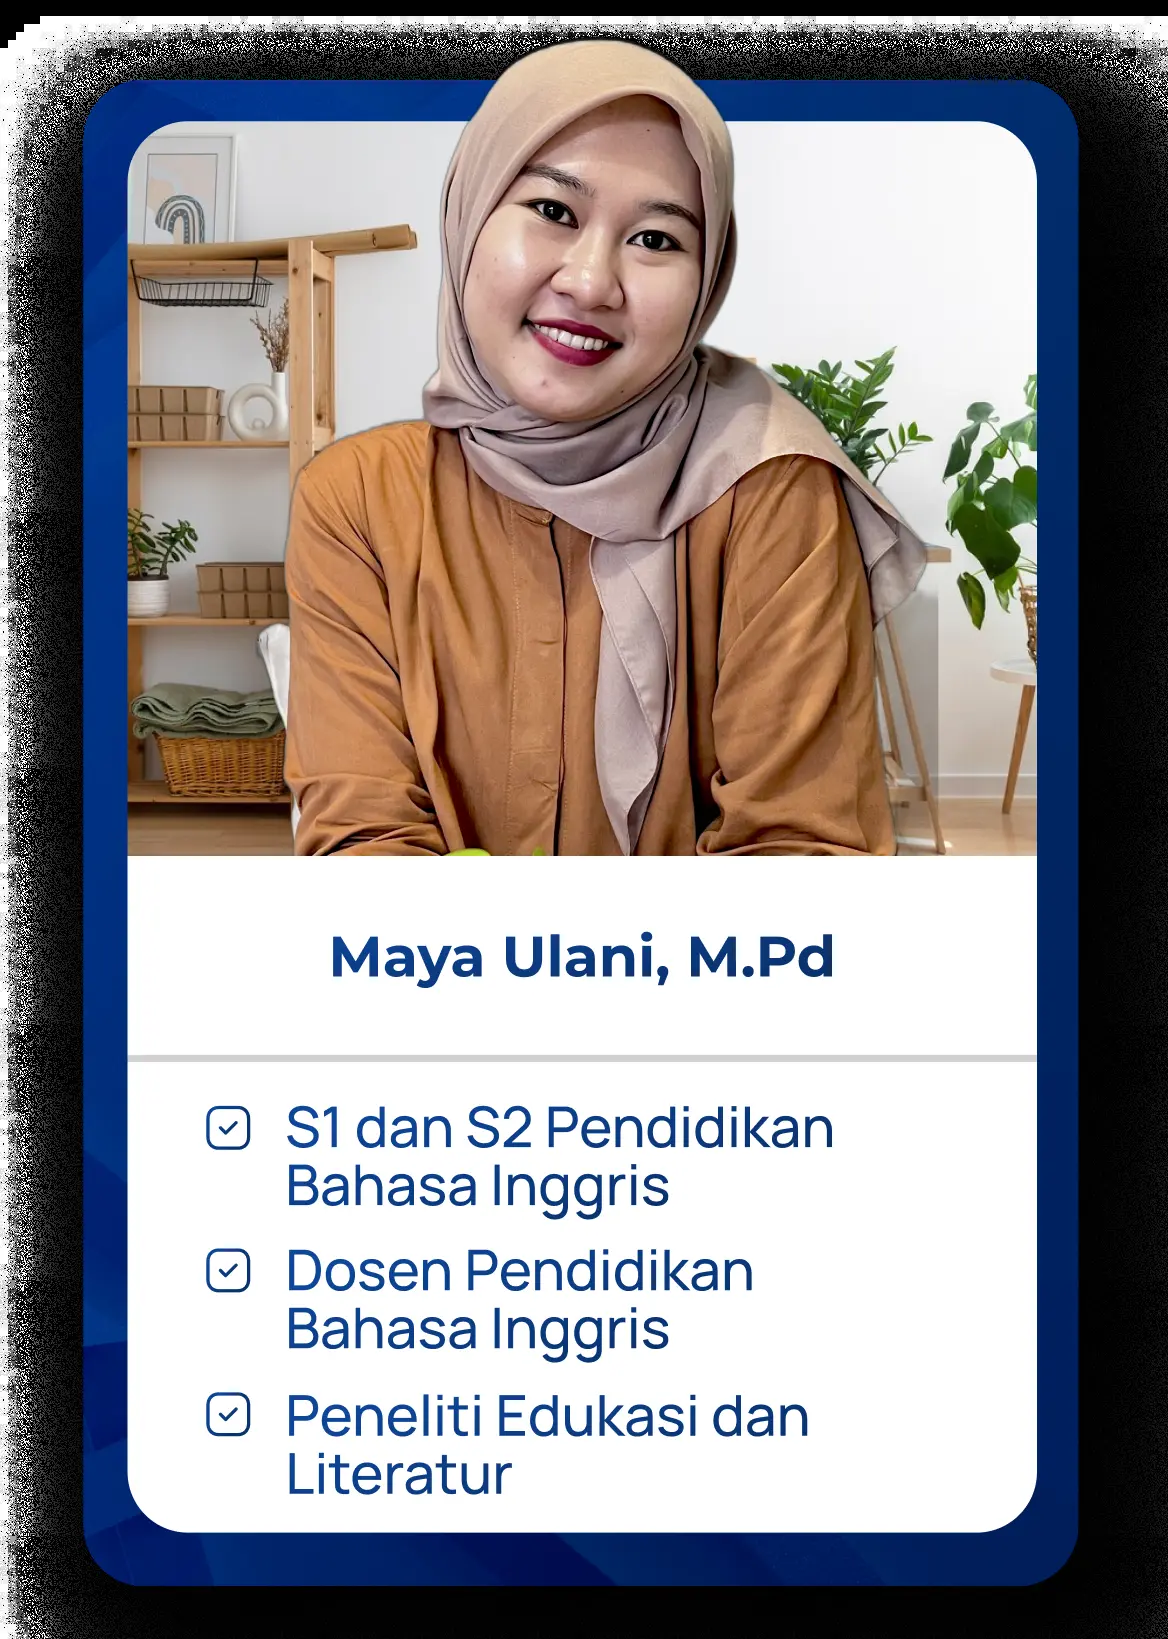 Maya Ulani, M.Pd
S1 dan S2 Pendidikan
Bahasa Inggris
Dosen Pendidikan
Bahasa Inggris
Peneliti Edukasi dan
Literatur